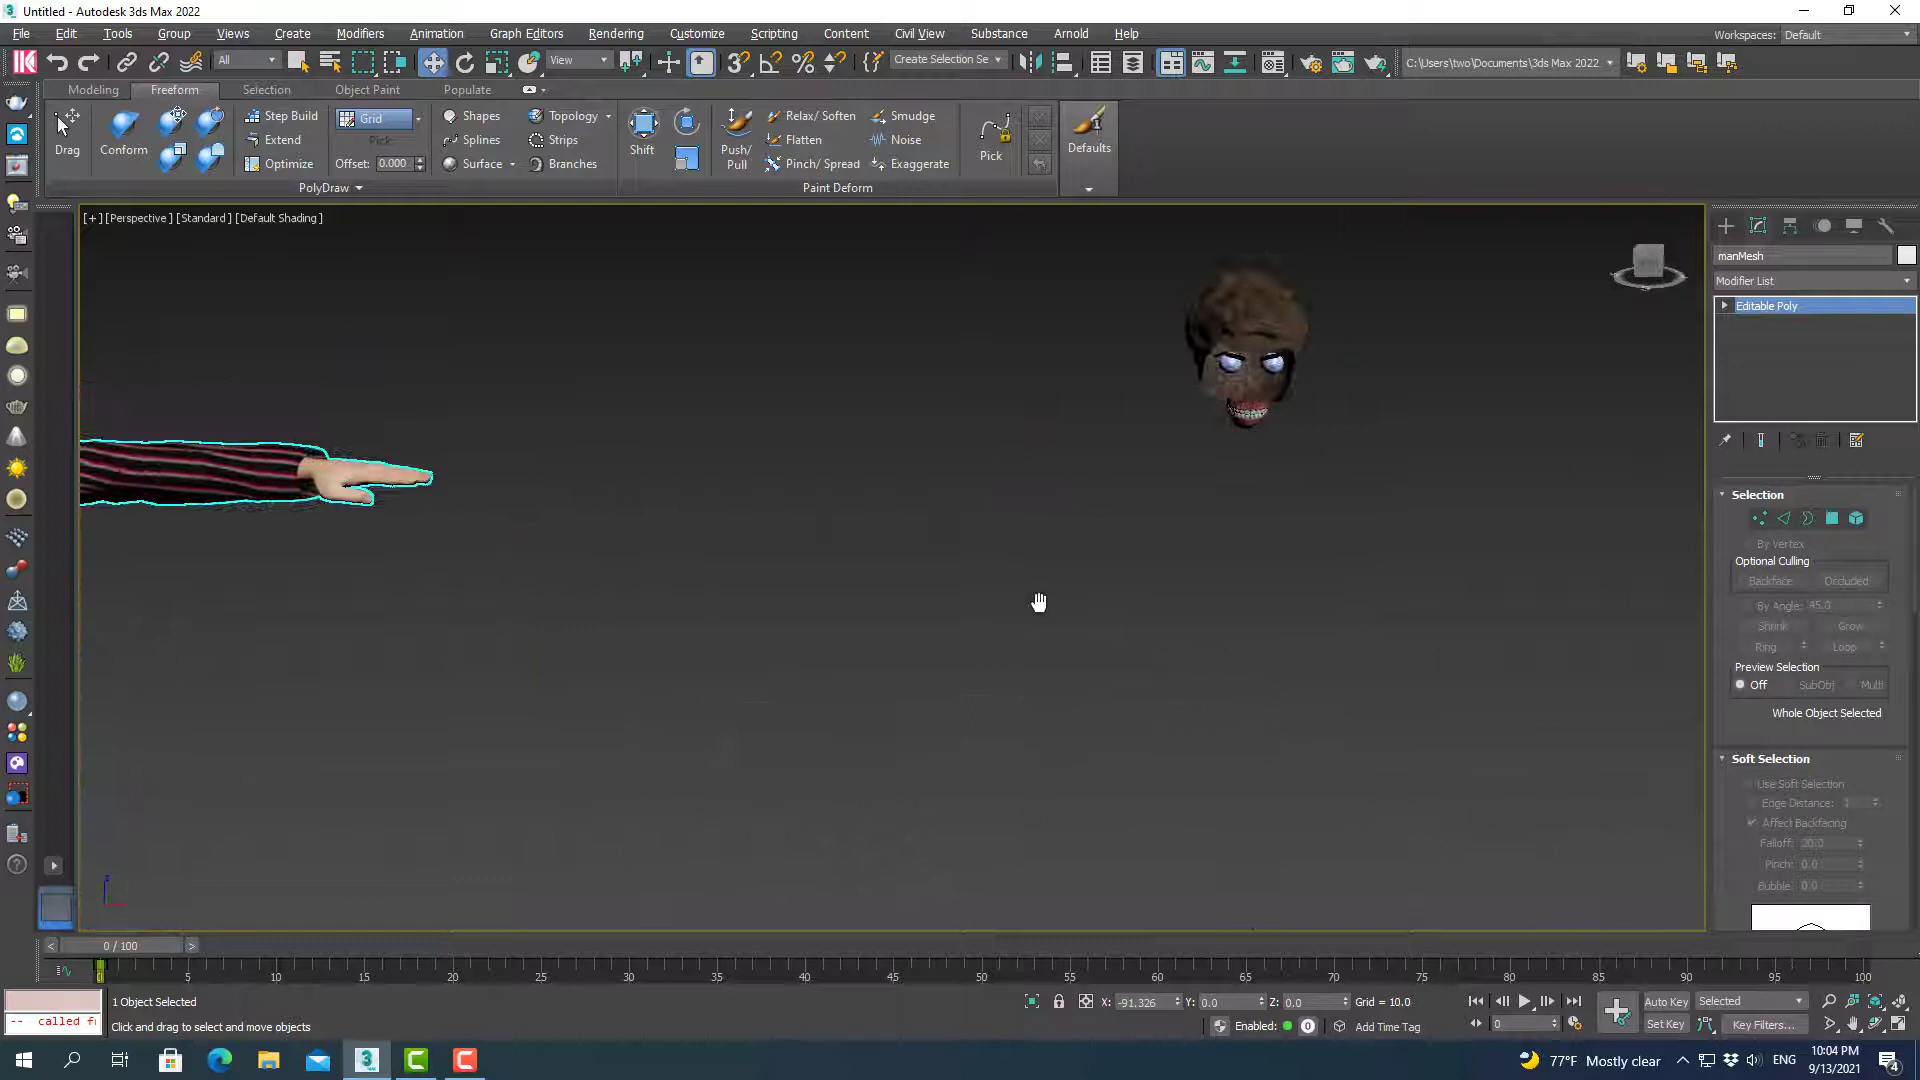 Untitled - Autodesk 3ds Max 2022
File Edit Tools Group Views Create Modifiers Animation Graph Editors Rendering Customize Scripting Content Civil View Substance Arnold Help
Workspaces: Default
All View Create Selection Se C:\Users\two\Documents\3ds Max 2022
Modeling Freeform Selection Object Paint Populate
Drag Conform
Step Build
Extend
Optimize
Grid
Pick
Offset: 0.000
Shapes
Splines
Surface
Topology
Strips
Branches
Shift
Push/
Pull
Relax/ Soften
Flatten
Pinch/ Spread
Smudge
Noise
Exaggerate
Pick
Defaults
PolyDraw Paint Deform
[+] [Perspective ] [Standard ] [Default Shading ]
manMesh
Modifier List
Editable Poly
Selection
By Vertex
Optional Culling
Backface Occluded
By Angle: 45.0
Shrink Grow
Ring Loop
Preview Selection
Off SubObj Multi
Whole Object Selected
Soft Selection
Use Soft Selection
Edge Distance: 1
Affect Backfacing
Falloff: 20.0
Pinch: 0.0
Bubble: 0.0
z
0 / 100
0 5 10 15 20 25 30 35 40 45 50 55 60 65 70 75 80 85 90 95 100
1 Object Selected
X: -91.326 Y: 0.0 Z: 0.0 Grid = 10.0
Auto Key Selected
-- called f
Click and drag to select and move objects
Enabled: 0 Add Time Tag
0
Set Key Key Filters...
77°F Mostly clear
ENG
10:04 PM
9/13/2021
4